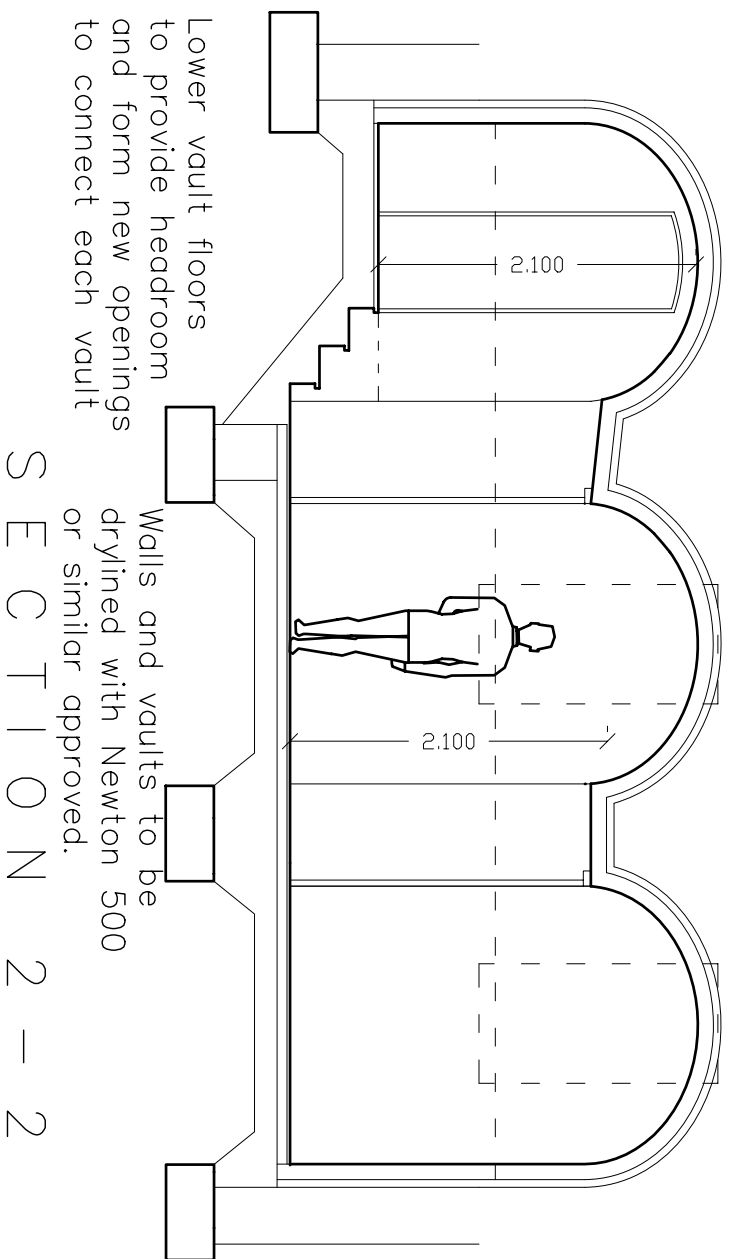 2.100
2.100
Lower vault floors
to provide headroom
and form new openings
to connect each vault
Walls and vaults to be
drylined with Newton 500
or similar approved.
SECTION 2-2